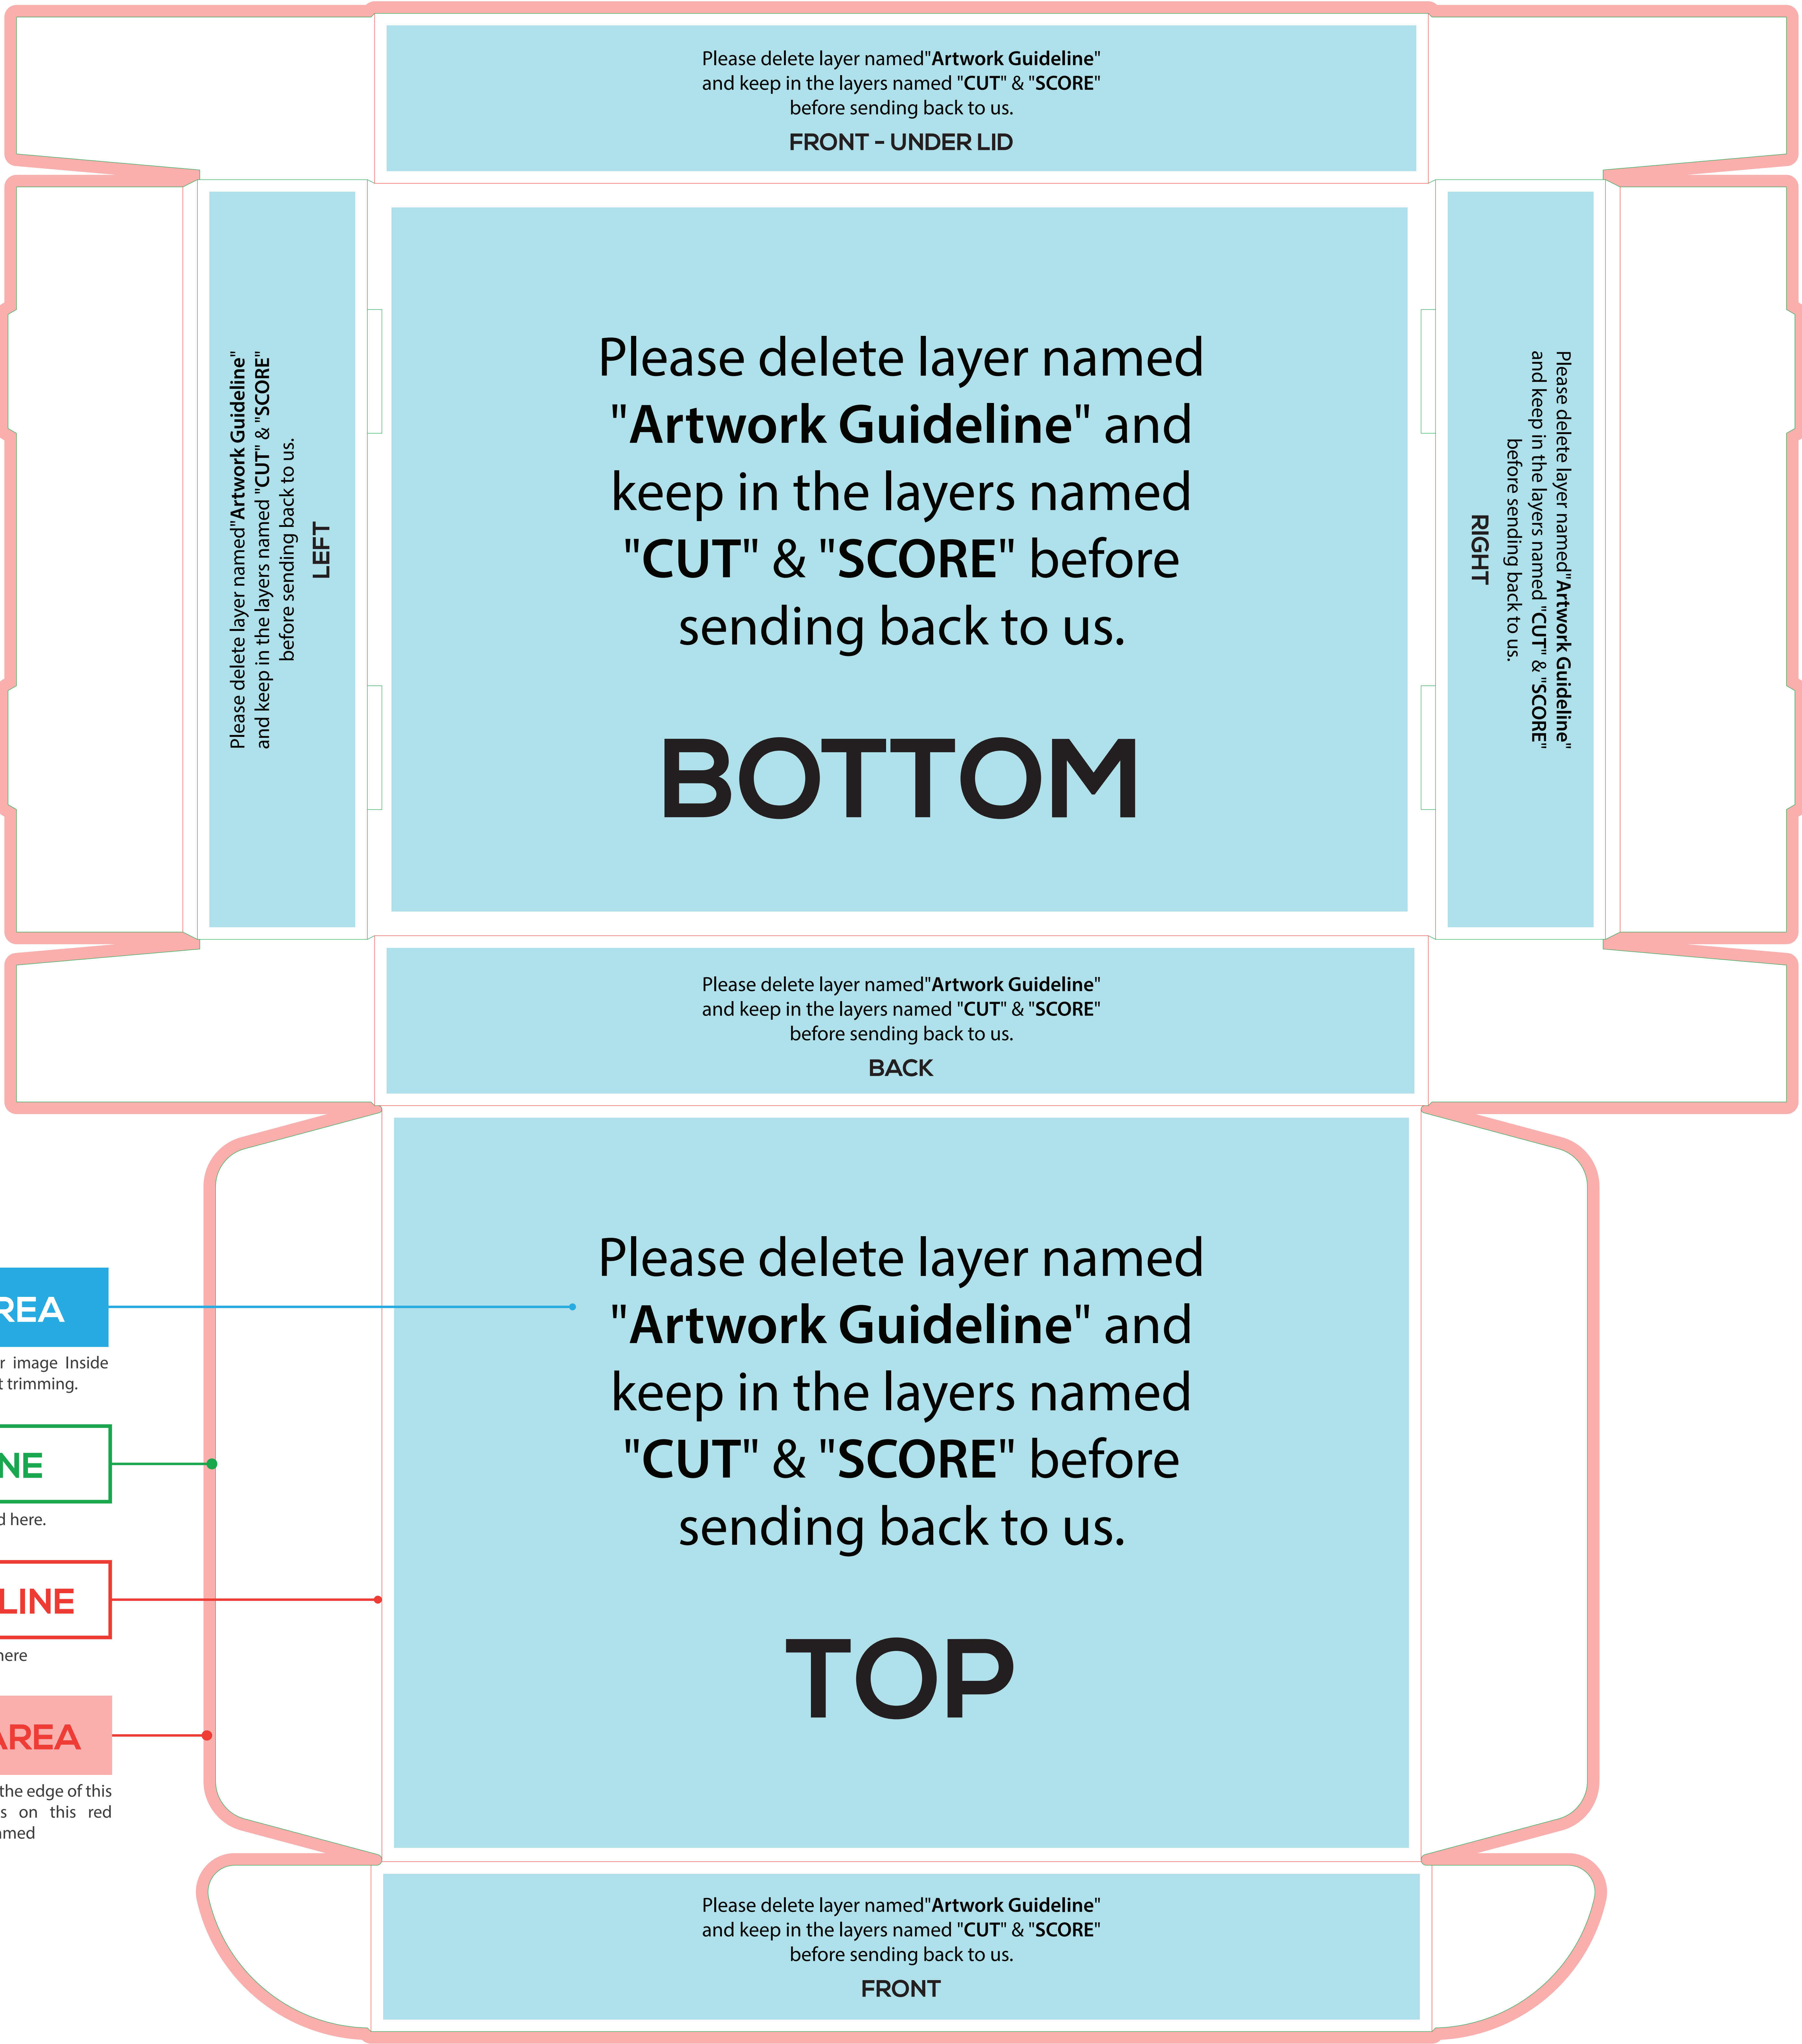 Please delete layer named"Artwork Guideline"
and keep in the layers named "CUT" & "SCORE"
before sending back to us.
FRONT - UNDER LID
Please delete layer named"Artwork Guideline"
and keep in the layers named "CUT" & "SCORE"
before sending back to us.
LEFT
Please delete layer named
"Artwork Guideline" and
keep in the layers named
"CUT" & "SCORE" before
sending back to us.
BOTTOM
Please delete layer named"Artwork Guideline"
and keep in the layers named "CUT" & "SCORE"
before sending back to us.
RIGHT
Please delete layer named"Artwork Guideline"
and keep in the layers named "CUT" & "SCORE"
before sending back to us.
BACK
REA
r image Inside
t trimming.
NE
d here.
LINE
here
AREA
the edge of this
s on this red
med
Please delete layer named
"Artwork Guideline" and
keep in the layers named
"CUT" & "SCORE" before
sending back to us.
TOP
Please delete layer named"Artwork Guideline"
and keep in the layers named "CUT" & "SCORE"
before sending back to us.
FRONT